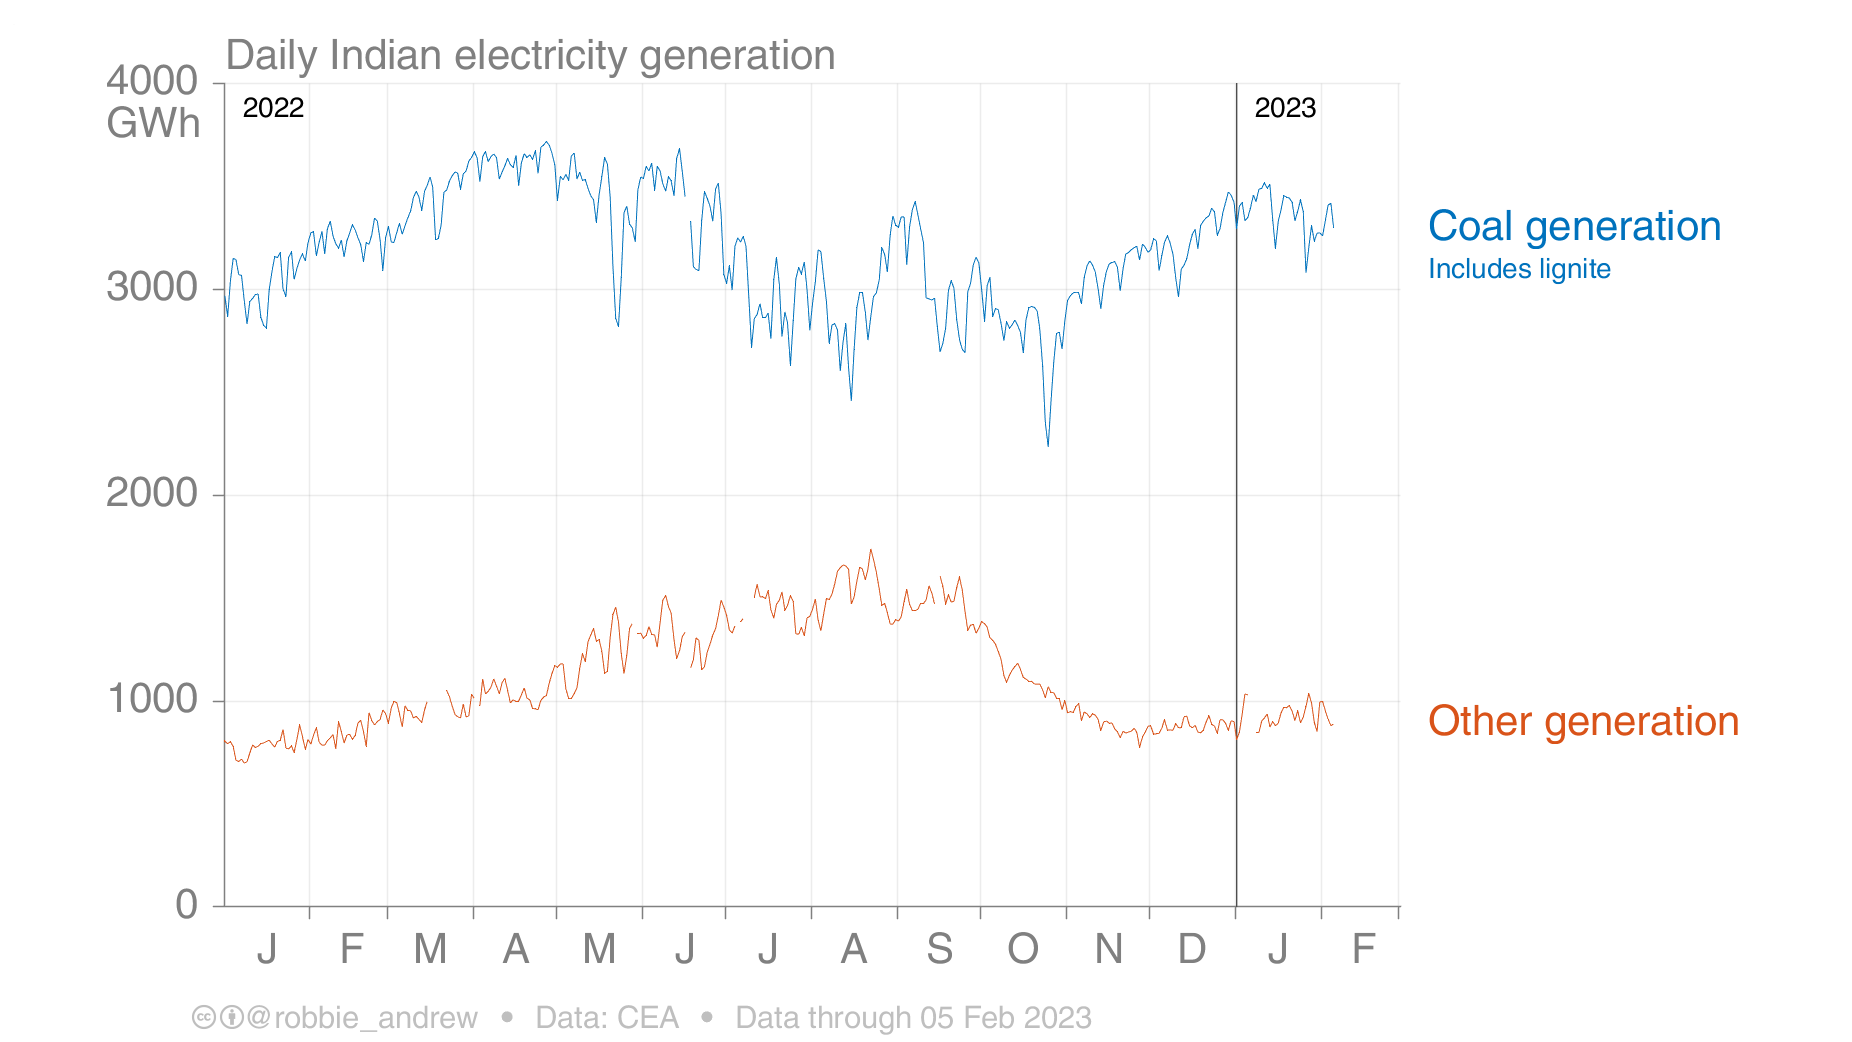 Daily Indian electricity generation
4000
GWh
2022
2023
3000
2000
1000
0
Coal generation
Includes lignite
Other generation
J F M A M J J A S O N D J F
@robbie_andrew • Data: CEA • Data through 05 Feb 2023